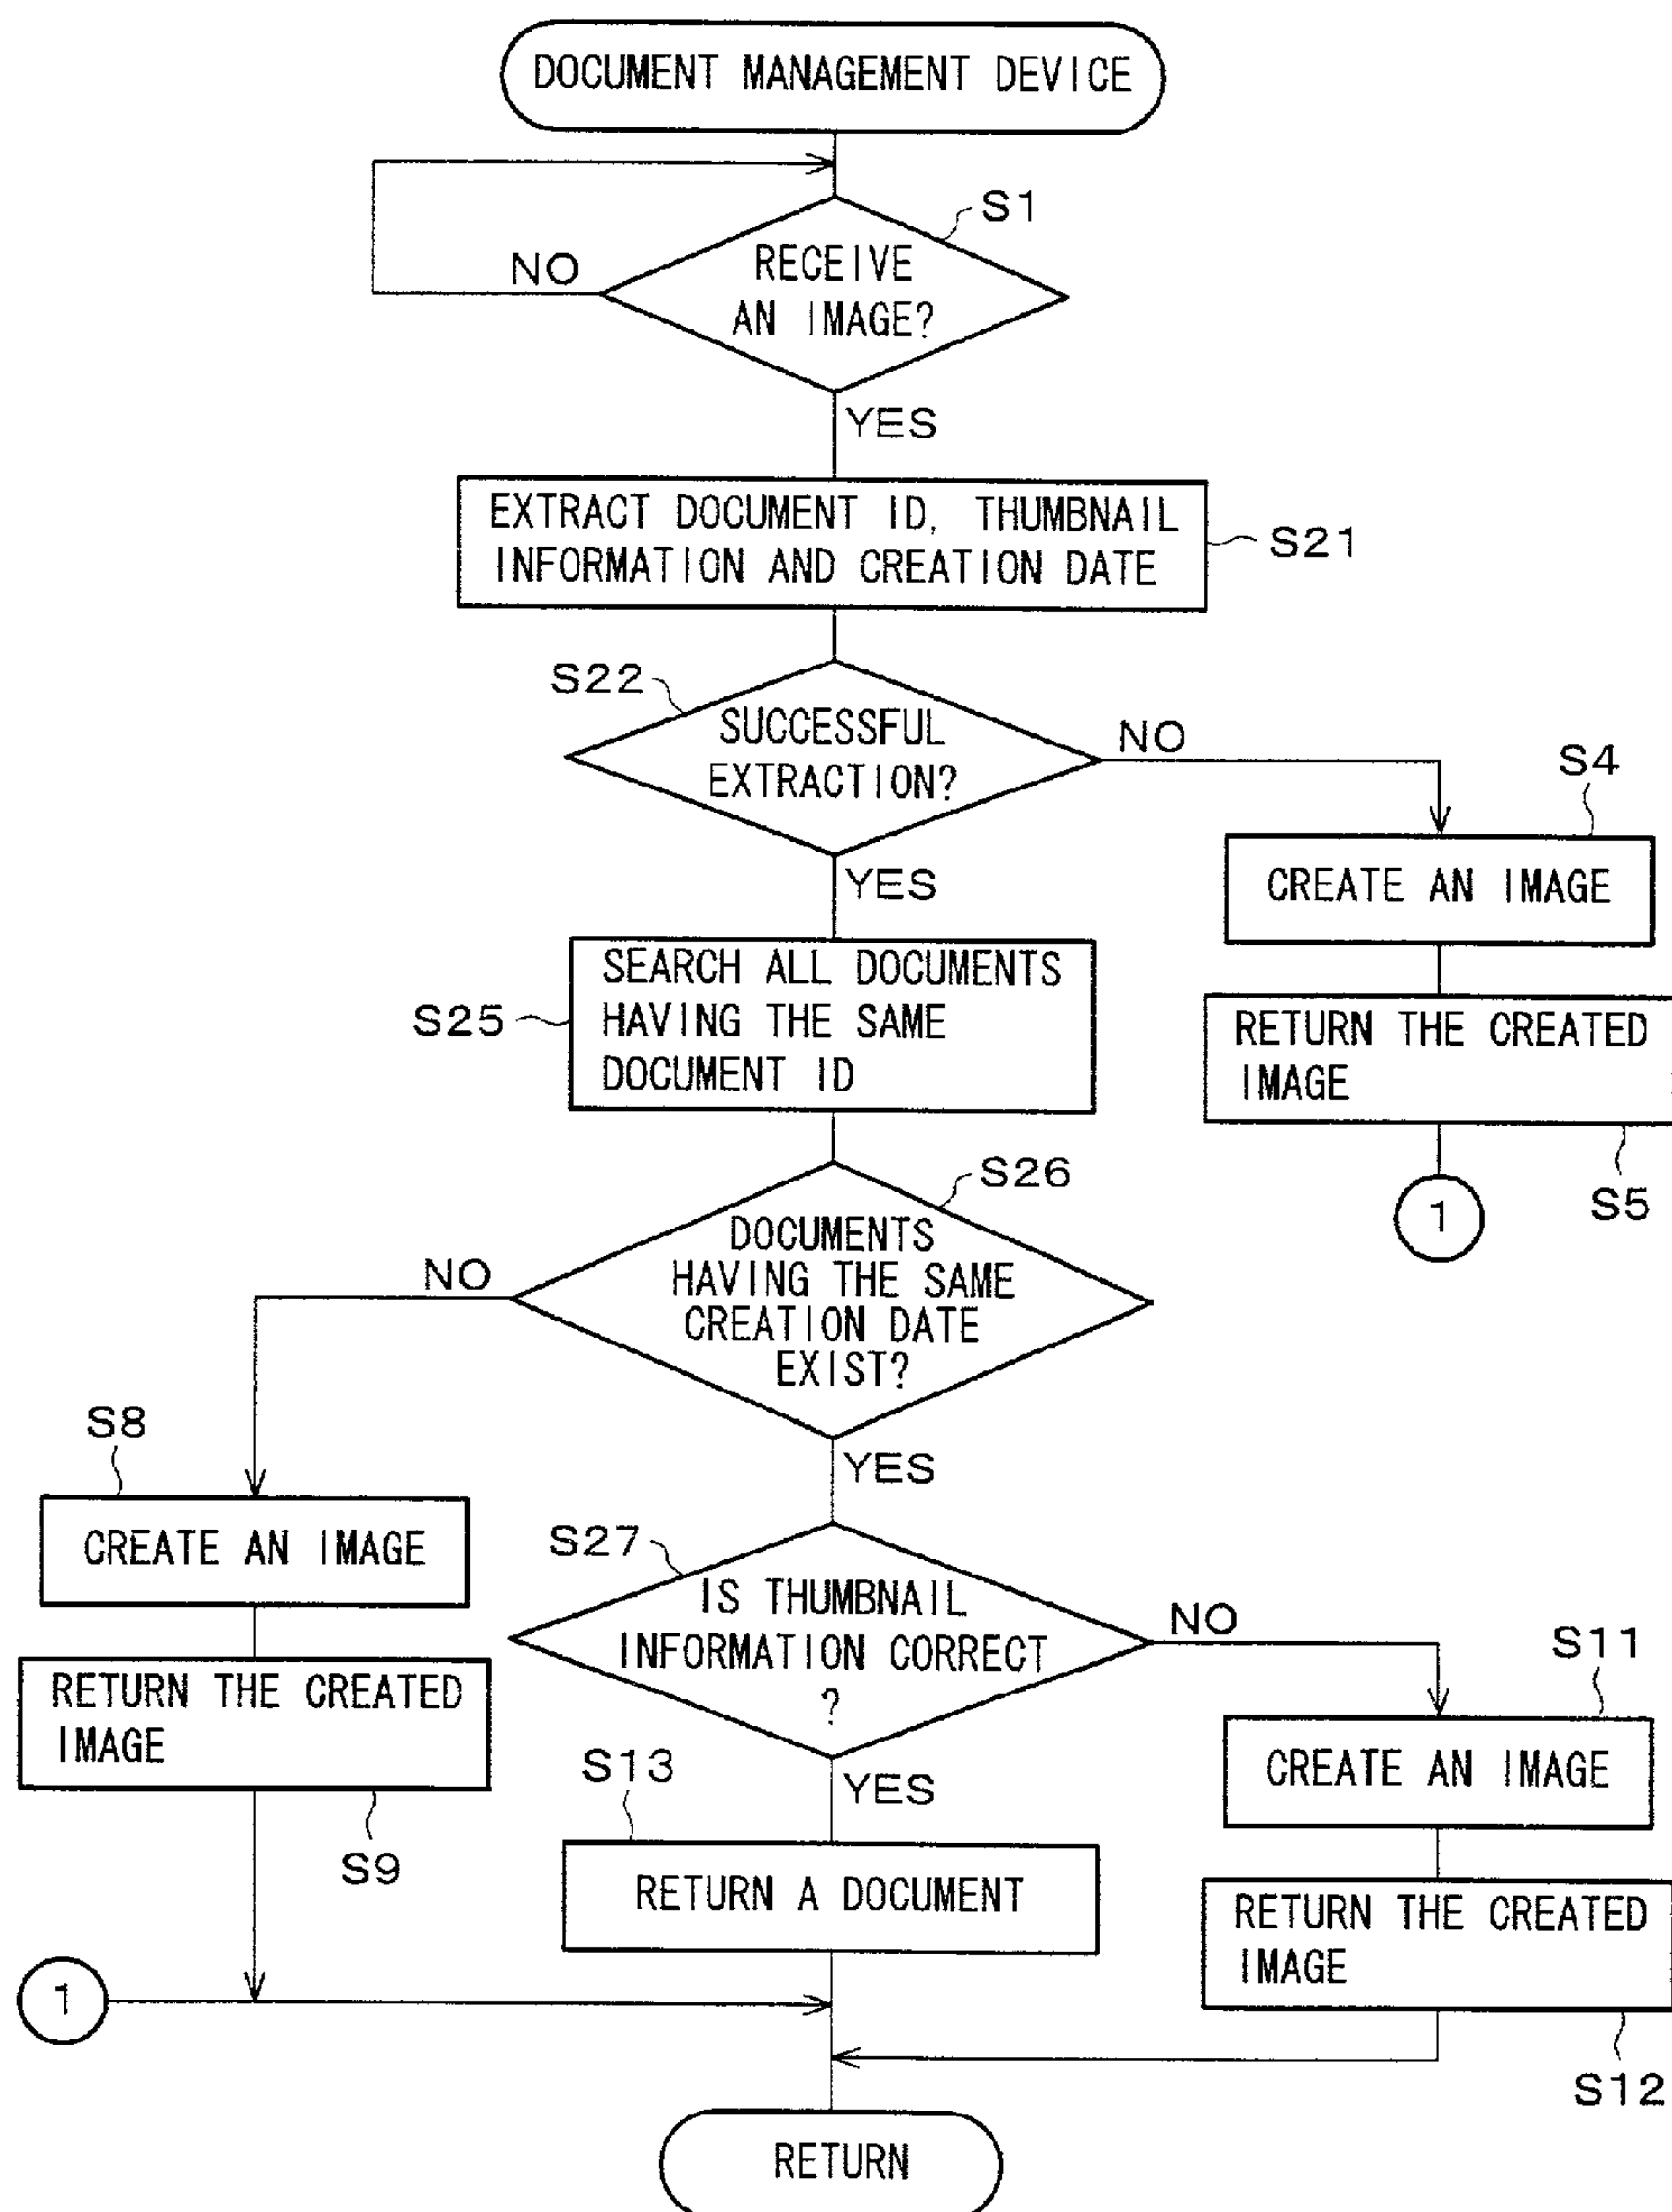 DOCUMENT MANAGEMENT DEVICE
S1
NO
RECEIVE
AN IMAGE?
YES
EXTRACT DOCUMENT ID, THUMBNAIL
INFORMATION AND CREATION DATE
S21
S22
SUCCESSFUL
EXTRACTION?
NO
S4
YES
CREATE AN IMAGE
SEARCH ALL DOCUMENTS
HAVING THE SAME
DOCUMENT ID
S25
RETURN THE CREATED
IMAGE
S5
1
S26
DOCUMENTS
HAVING THE SAME
CREATION DATE
EXIST?
NO
S8
YES
CREATE AN IMAGE
S27
IS THUMBNAIL
INFORMATION CORRECT
?
NO
S11
RETURN THE CREATED
IMAGE
S9
S13
YES
CREATE AN IMAGE
RETURN A DOCUMENT
RETURN THE CREATED
IMAGE
S12
1
RETURN